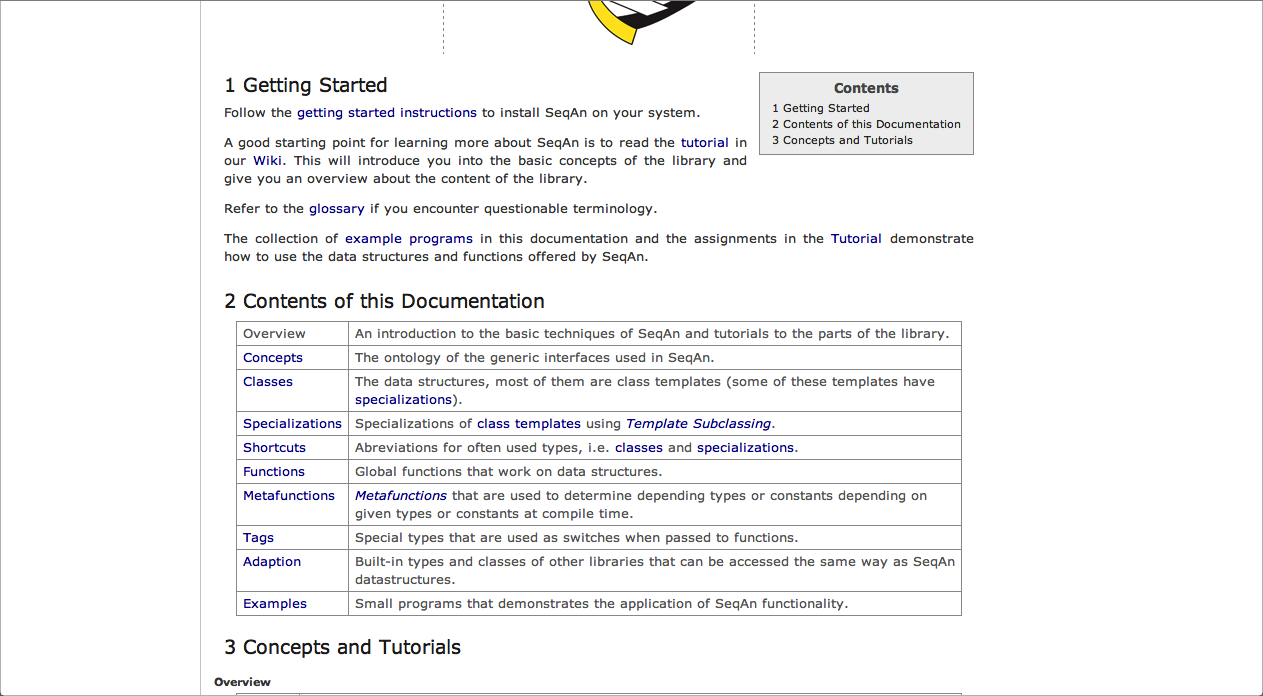 1 Getting Started
Follow the getting started instructions to install SeqAn on your system.
A good starting point for learning more about SeqAn is to read the tutorial in
our Wiki. This will introduce you into the basic concepts of the library and
give you an overview about the content of the library.
Refer to the glossary if you encounter questionable terminology.
The collection of example programs in this documentation and the assignments in the Tutorial demonstrate
how to use the data structures and functions offered by SeqAn.
Contents
1 Getting Started
2 Contents of this Documentation
3 Concepts and Tutorials
2 Contents of this Documentation
Overview An introduction to the basic techniques of SeqAn and tutorials to the parts of the library.
Concepts The ontology of the generic interfaces used in SeqAn.
Classes The data structures, most of them are class templates (some of these templates have
specializations).
Specializations Specializations of class templates using Template Subclassing.
Shortcuts Abreviations for often used types, i.e. classes and specializations.
Functions Global functions that work on data structures.
Metafunctions Metafunctions that are used to determine depending types or constants depending on
given types or constants at compile time.
Tags Special types that are used as switches when passed to functions.
Adaption Built-in types and classes of other libraries that can be accessed the same way as SeqAn
datastructures.
Examples Small programs that demonstrates the application of SeqAn functionality.
3 Concepts and Tutorials
Overview